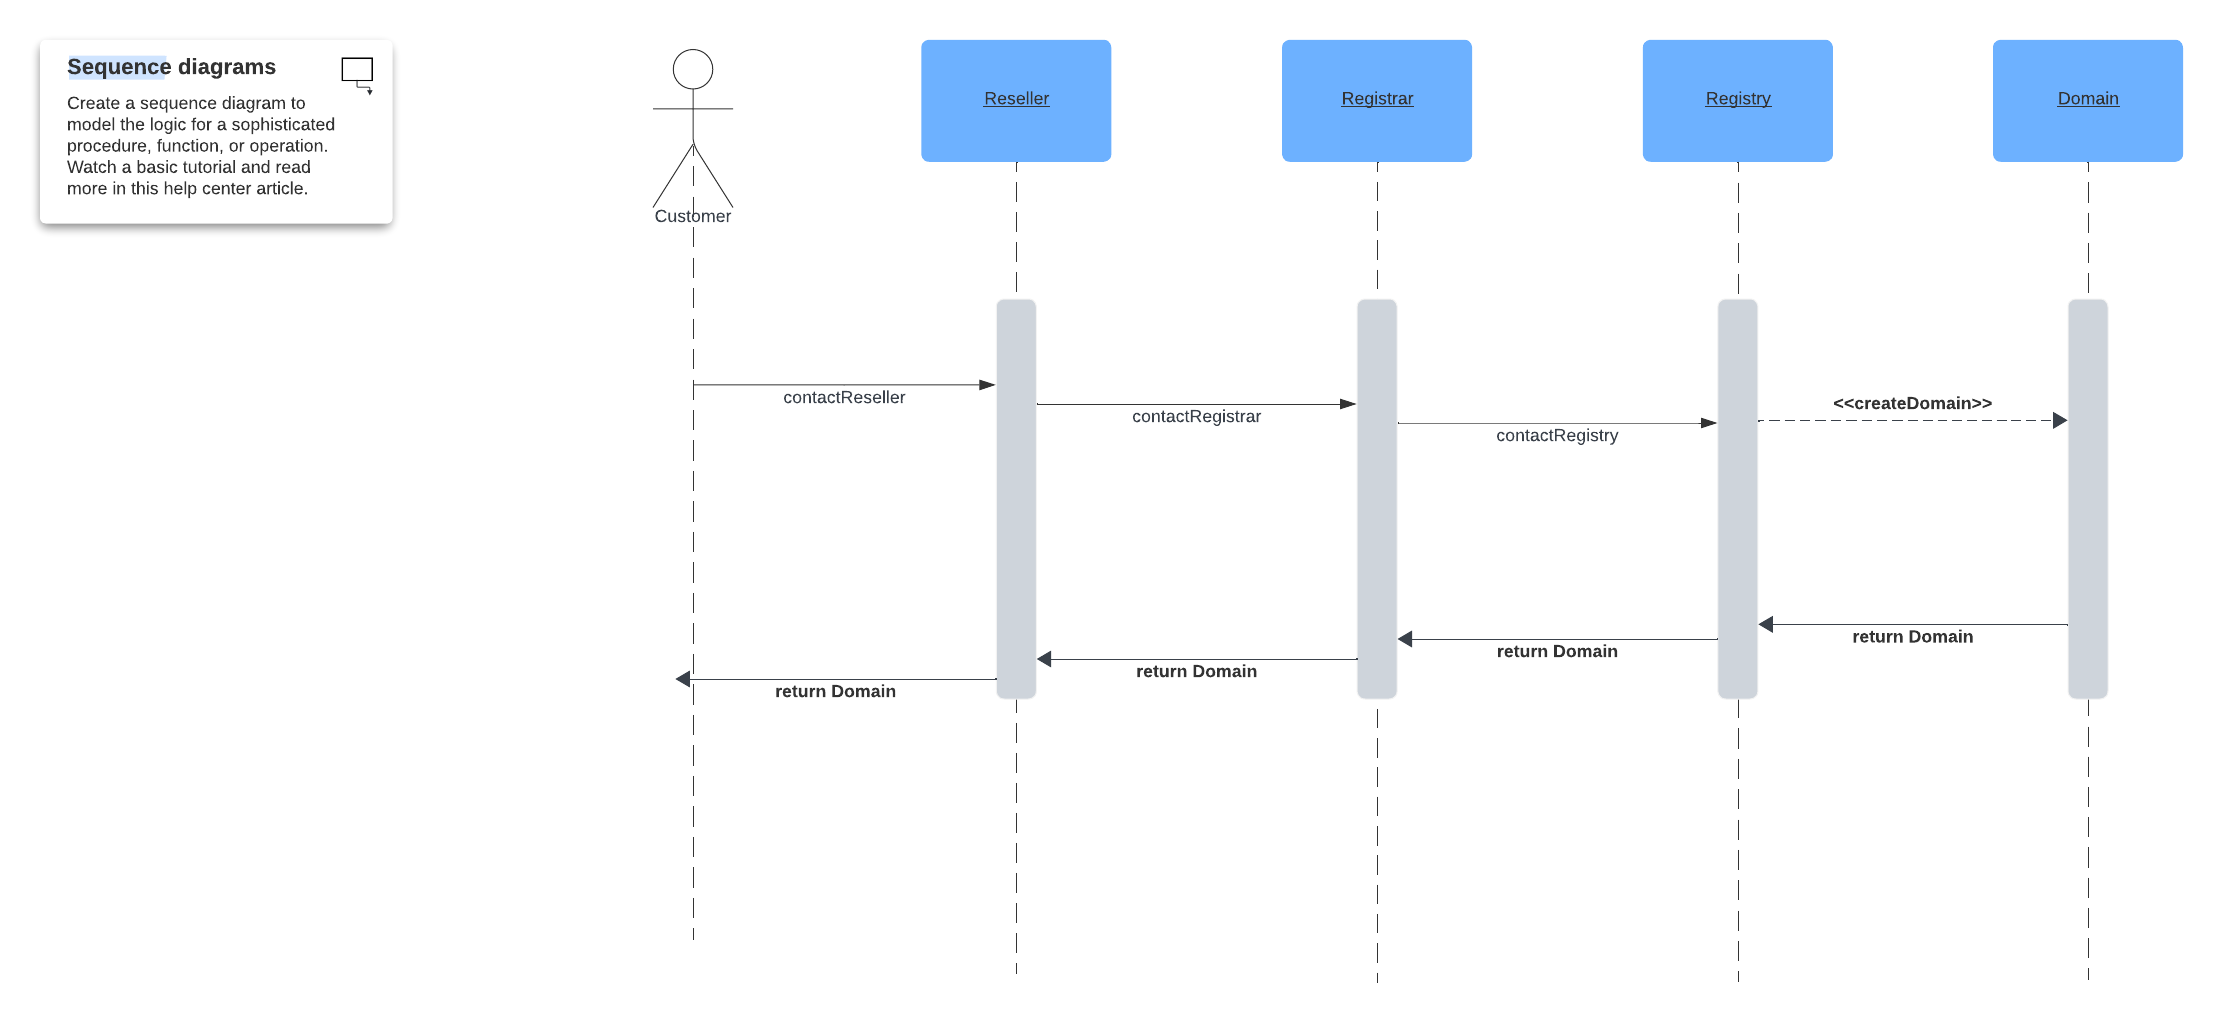 Sequence diagrams
Create a sequence diagram to
model the logic for a sophisticated
procedure, function, or operation.
Watch a basic tutorial and read
more in this help center article.
Customer
Reseller
Registrar
Registry
Domain
contactReseller
contactRegistrar
contactRegistry
<<createDomain>>
return Domain
return Domain
return Domain
return Domain